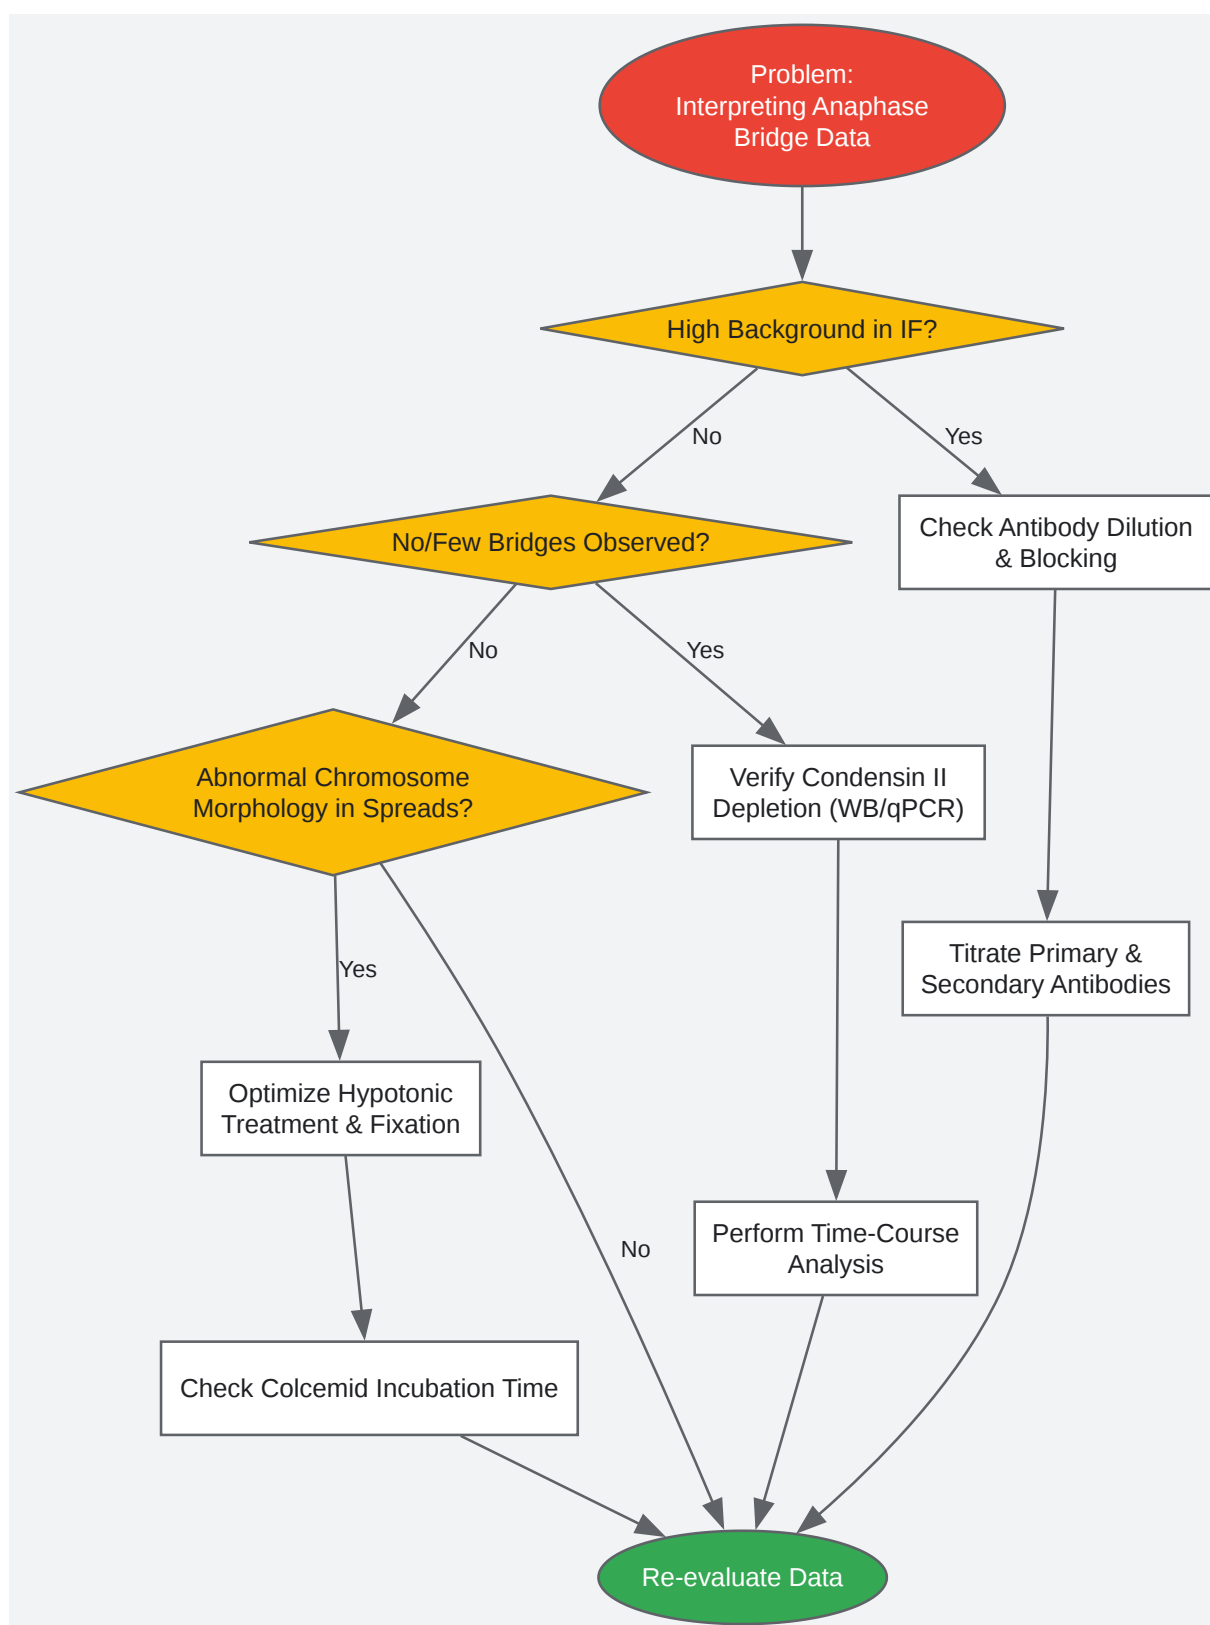 Problem:
Interpreting Anaphase
Bridge Data
High Background in IF?
No
Yes
No/Few Bridges Observed?
Check Antibody Dilution
& Blocking
No
Yes
Abnormal Chromosome
Morphology in Spreads?
Verify Condensin II
Depletion (WB/qPCR)
Yes
Titrate Primary &
Secondary Antibodies
Optimize Hypotonic
Treatment & Fixation
No
Perform Time-Course
Analysis
Check Colcemid Incubation Time
Re-evaluate Data